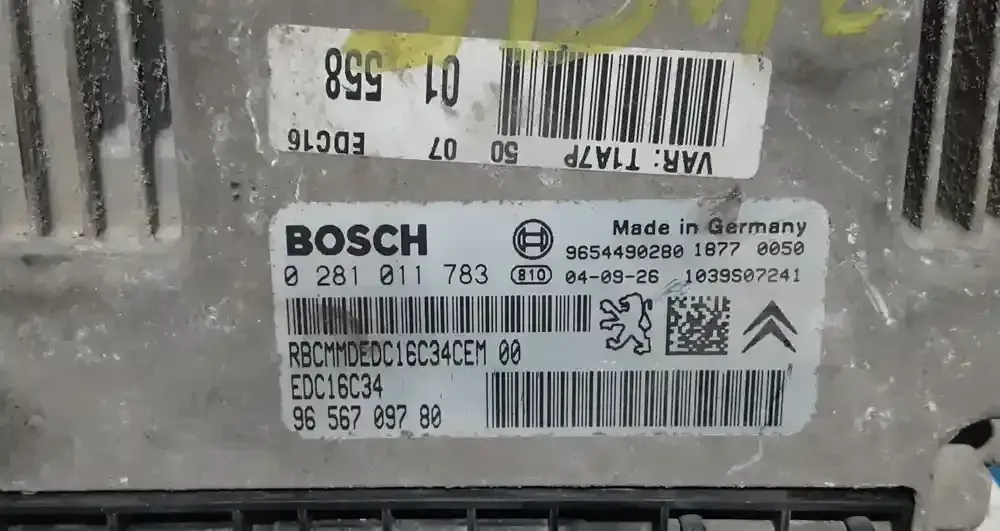 01 558
VAR: T1A7P 50 07 EDC16
BOSCH
Made in Germany
9654490280 1877 0050
0 281 011 783
810 04-09-26 1039S07241
RBCMMDEDC16C34CEM 00
EDC16C34
96 567 097 80